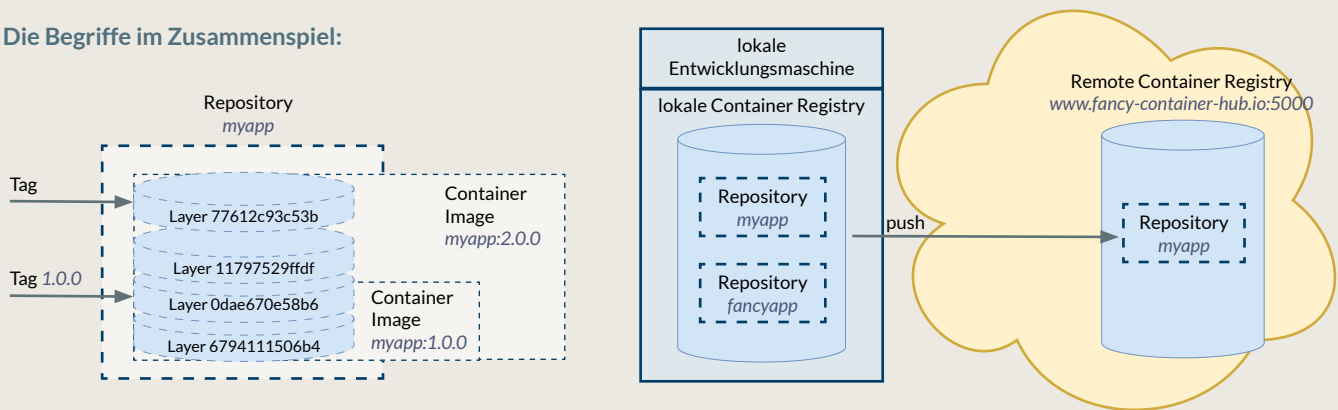 Die Begriffe im Zusammenspiel:
Repository
myapp
Tag
Tag 1.0.0
Layer 77612c93c53b
Layer 11797529ffdf
Layer 0dae670e58b6
Layer 6794111506b4
Container
Image
myapp:2.0.0
Container
Image
myapp:1.0.0
lokale
Entwicklungsmaschine
lokale Container Registry
Repository
myapp
Repository
fancyapp
push
Remote Container Registry
www.fancy-container-hub.io:5000
Repository
myapp